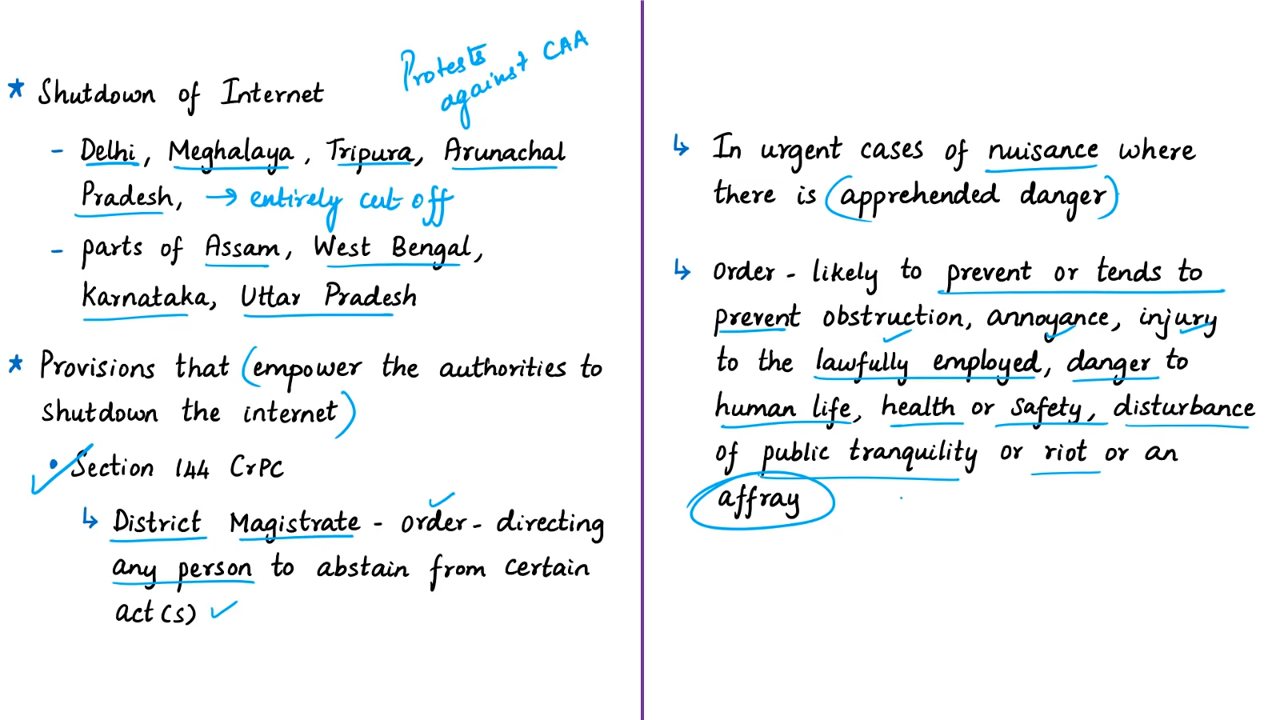 Protests
against CAA
★ Shutdown of Internet
- Delhi, Meghalaya, Tripura, Arunachal
Pradesh, → entirely cut off
- parts of Assam, West Bengal,
Karnataka, Uttar Pradesh
★ Provisions that (empower the authorities to
shutdown the internet)
• Section 144 CrPC
↳ District Magistrate - order - directing
any person to abstain from certain
act(s)
↳ In urgent cases of nuisance where
there is (apprehended danger)
↳ Order - likely to prevent or tends to
prevent obstruction, annoyance, injury
to the lawfully employed, danger to
human life, health or safety, disturbance
of public tranquility or riot or an
affray